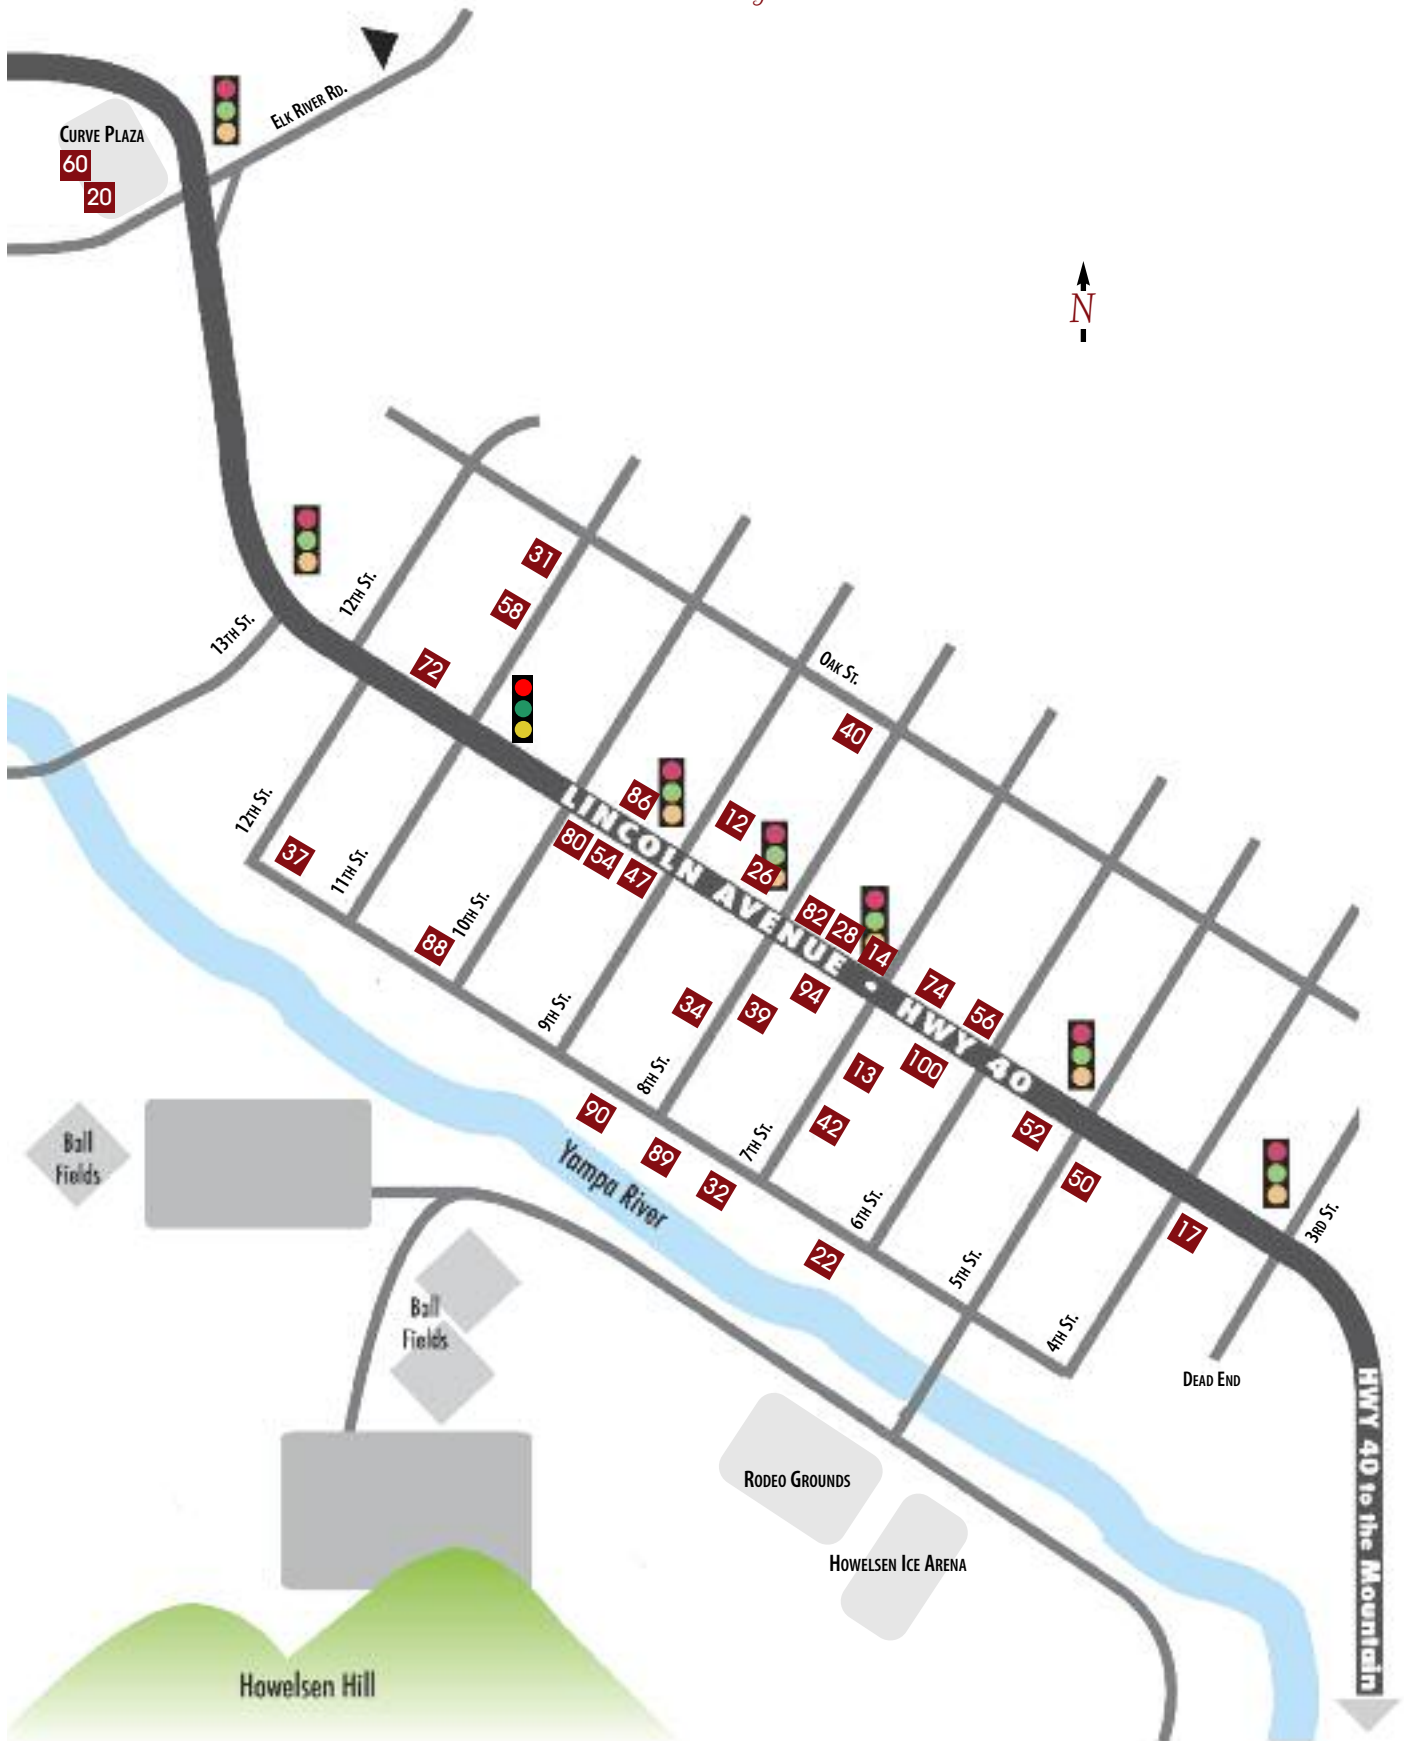 ELK RIVER RD.
CURVE PLAZA
60
20
N
31
12TH ST.
58
13TH ST.
72
OAK ST.
40
86
12
12TH ST.
80
54
47
LINCOLN AVENUE • HWY 40
37
26
11TH ST.
82
28
14
10TH ST.
88
74
94
56
9TH ST.
34
39
100
13
8TH ST.
90
42
52
7TH ST.
89
32
50
Ball
Fields
Yampa River
6TH ST.
22
17
3RD ST.
5TH ST.
Ball
Fields
4TH ST.
DEAD END
HWY 40 to the Mountain
RODEO GROUNDS
HOWELSEN ICE ARENA
Howelsen Hill